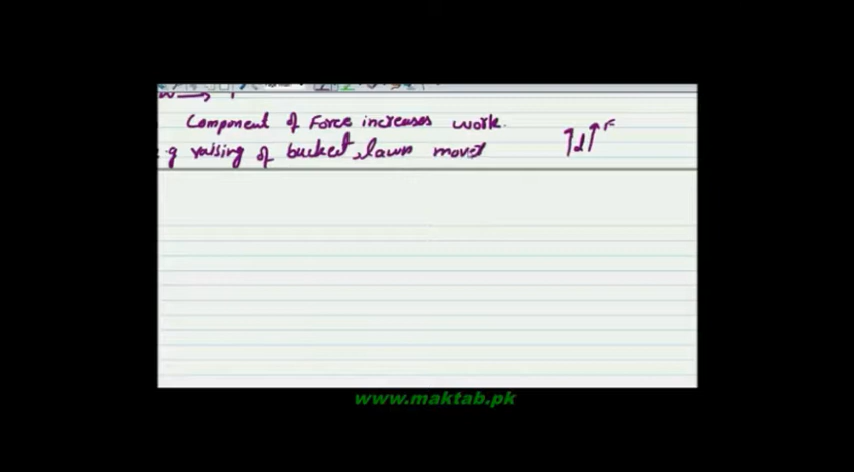 Component of Force increases work.
g raising of bucket, lawn mover
F
d
www.maktab.pk